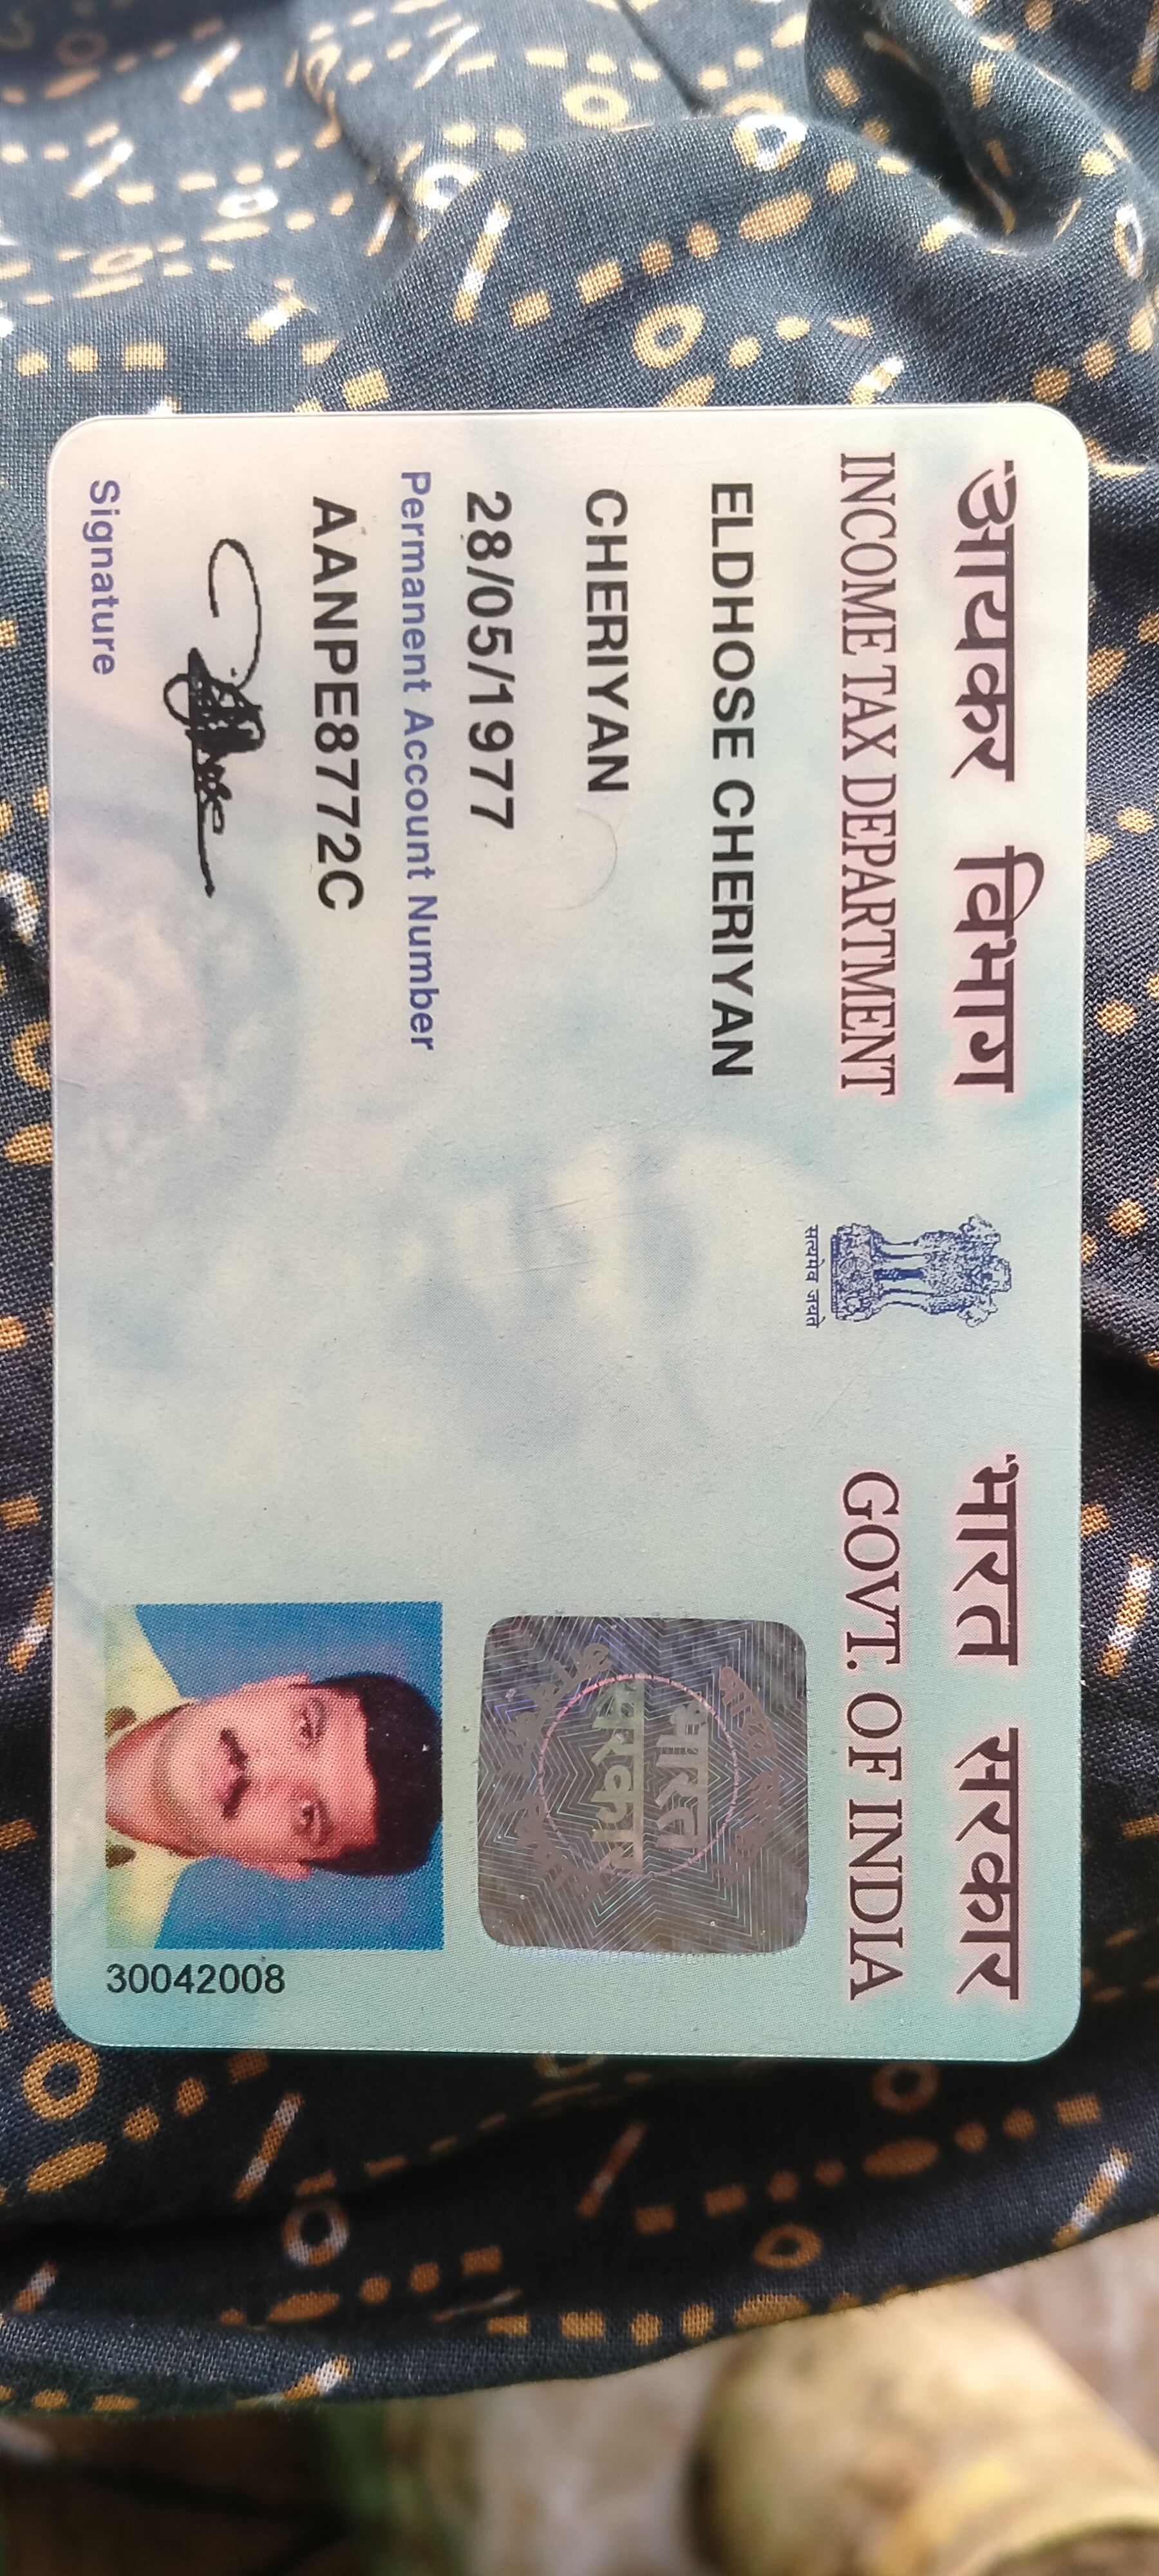 आयकर विभाग
INCOME TAX DEPARTMENT
सत्यमेव जयते
भारत सरकार
GOVT. OF INDIA
ELDHOSE CHERIYAN
CHERIYAN
28/05/1977
Permanent Account Number
AANPE8772C
Signature
भारत
सरकार
30042008